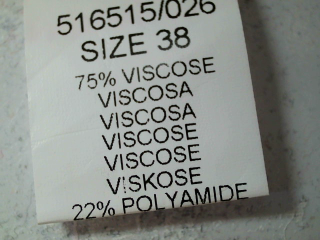 516515/026
SIZE 38
75% VISCOSE
VISCOSA
VISCOSA
VISCOSE
VISCOSE
VISKOSE
22% POLYAMIDE